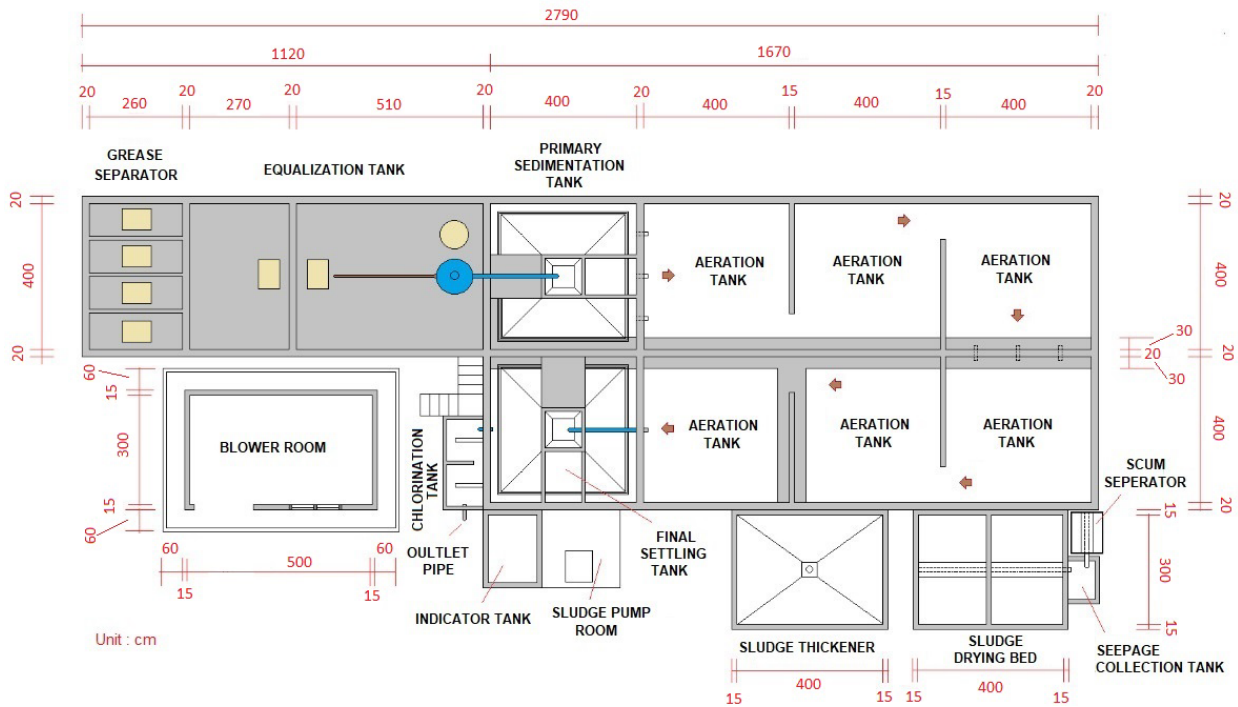 2790
1120 1670
20 260 20 270 20 510 20 400 20 400 15 400 15 400 20
GREASE
SEPARATOR
EQUALIZATION TANK
PRIMARY
SEDIMENTATION
TANK
20
400
20
AERATION
TANK
AERATION
TANK
AERATION
TANK
20
400
20
30
20
30
400
20
60
15
300
15
60
BLOWER ROOM
CHLORINATION
TANK
AERATION
TANK
AERATION
TANK
AERATION
TANK
SCUM
SEPERATOR
60 500 60
15 15
OULTLET
PIPE
FINAL
SETTLING
TANK
15
300
15
INDICATOR TANK
SLUDGE PUMP
ROOM
Unit : cm
SLUDGE THICKENER
SLUDGE
DRYING BED
SEEPAGE
COLLECTION TANK
15 400 15
15 400 15